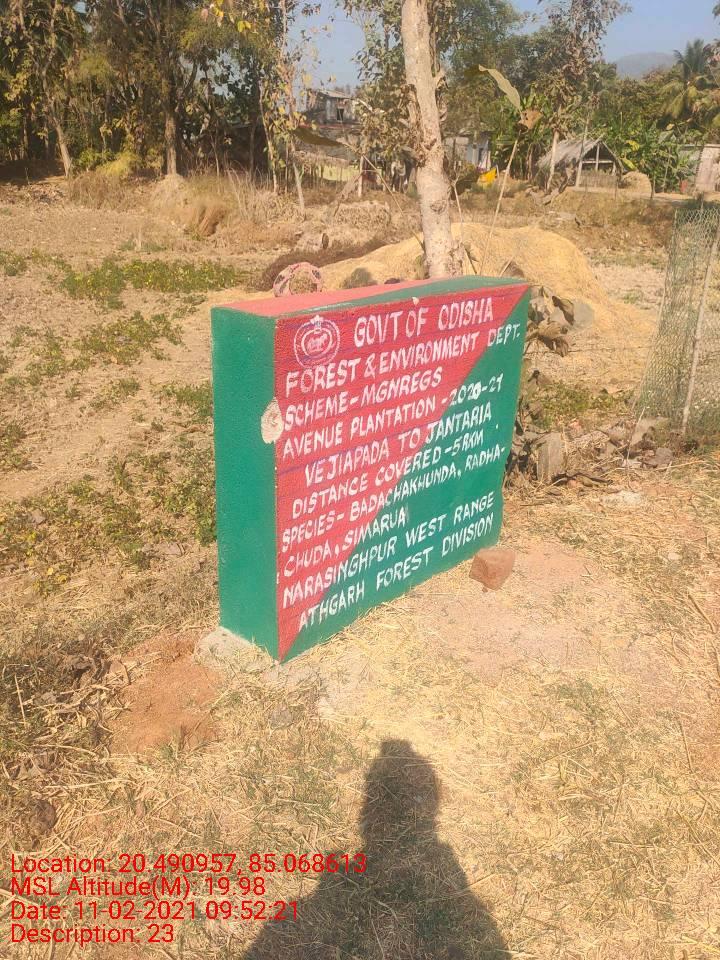 GOVT OF ODISHA
FOREST & ENVIRONMENT DEPT.
SCHEME-MGNREGS
AVENUE PLANTATION-2020-21
VEJIAPADA TO JANTARIA
DISTANCE COVERED-5RKM.
SPECIES-BADACHAKHUNDA, RADHA-
CHUDA, SIMARUA
NARASINGHPUR WEST RANGE
ATHGARH FOREST DIVISION
Location: 20.490957, 85.068613
MSL Altitude(M): 19.98
Date: 11-02-2021 09:52:21
Description: 23